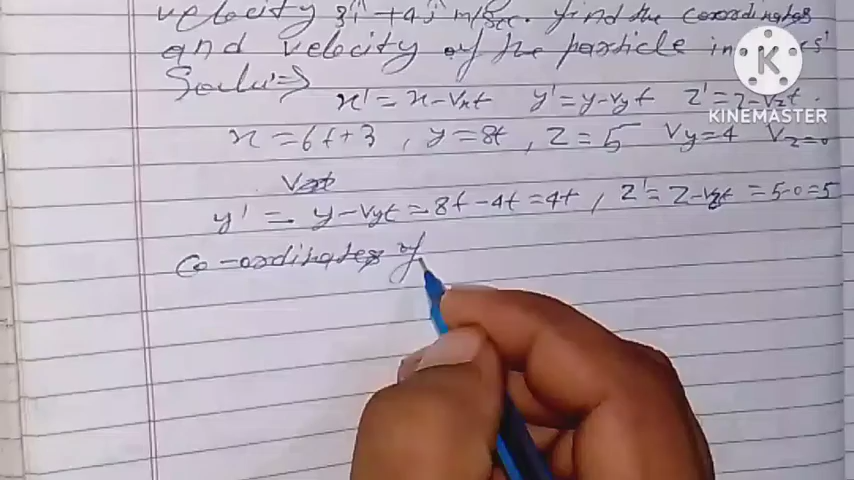 velocity 3i + 4j m/sec. find the coordinates
and velocity of the particle in s'
Solu' ⇒
x' = x - Vxt y' = y - Vyt z' = z - Vzt.
x = 6t + 3, y = 8t, z = 5 Vy = 4 Vz = 0
y' = y - Vyt = 8t - 4t = 4t, z' = z - Vzt = 5 - 0 = 5
Co-ordinates of
K
KINEMASTER